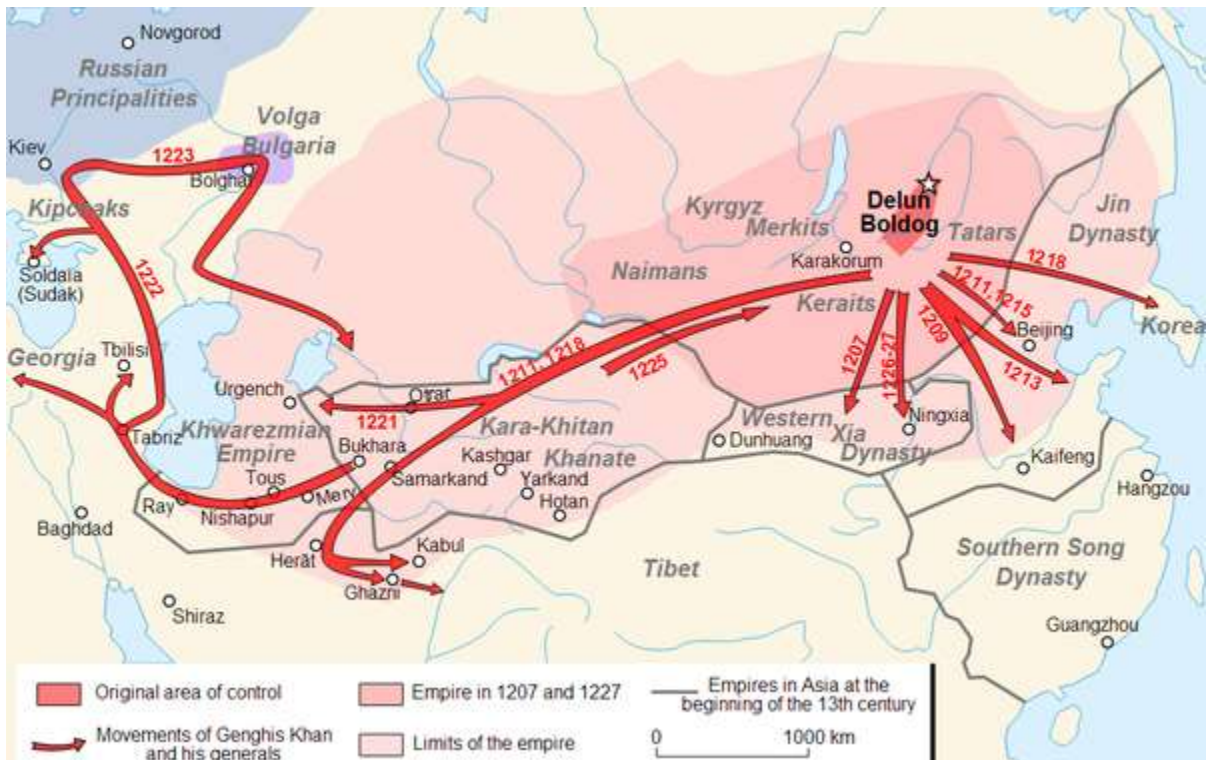 Novgorod
Russian
Principalities
Volga
Bulgaria
Kiev
1223
Bolghar
Kipchaks
Soldaia
(Sudak)
1222
Georgia
Tbilisi
Tabriz
Urgench
Khwarezmian
Empire
1221
Otrar
Bukhara
Samarkand
Ray
Tous
Nishapur
Merv
Baghdad
Shiraz
Herāt
Kabul
Ghazni
Kyrgyz
Merkits
Naimans
Keraits
Karakorum
Delun
Boldog
Tatars
Jin
Dynasty
1218
1211,1215
1209
1213
1207
1226-27
1211, 1218
1225
Beijing
Korea
Kara-Khitan
Khanate
Kashgar
Yarkand
Hotan
Western
Xia
Dynasty
Dunhuang
Ningxia
Kaifeng
Hangzou
Tibet
Southern Song
Dynasty
Guangzhou
Original area of control
Movements of Genghis Khan
and his generals
Empire in 1207 and 1227
Limits of the empire
Empires in Asia at the
beginning of the 13th century
0 1000 km